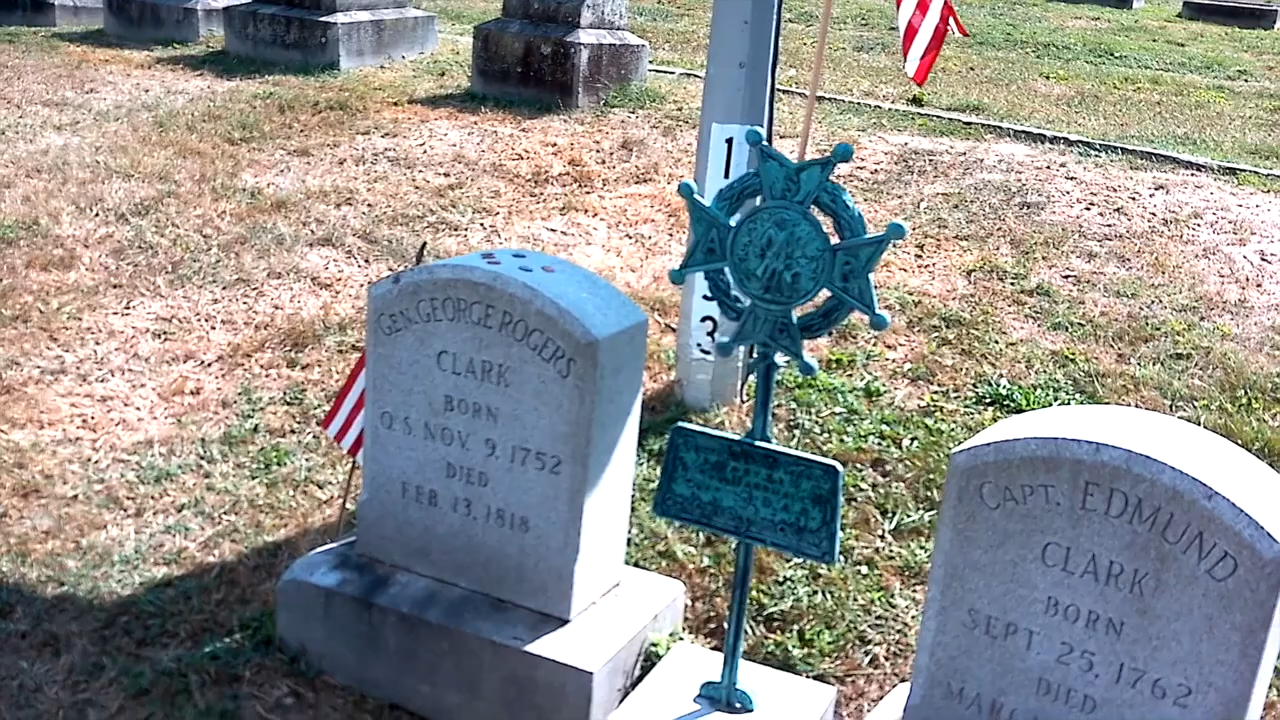 GEN. GEORGE ROGERS
CLARK
BORN
O.S. NOV. 9, 1752
DIED
FEB. 13, 1818
1
3
CAPT. EDMUND
CLARK
BORN
SEPT. 25, 1762
DIED